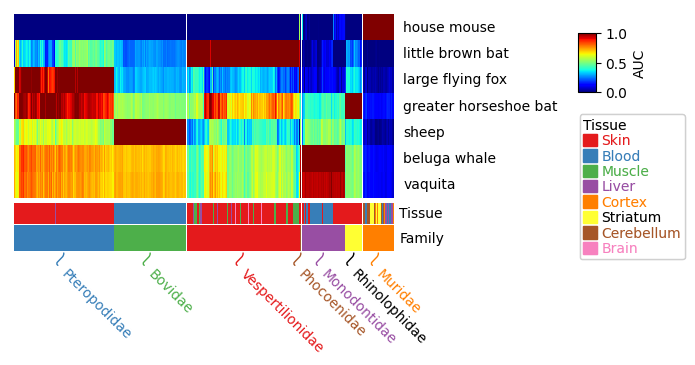 house mouse
little brown bat
large flying fox
greater horseshoe bat
sheep
beluga whale
vaquita
Tissue
Family
Pteropodidae
Bovidae
Vespertilionidae
Phocoenidae
Monodontidae
Rhinolophidae
Muridae
1.0
0.5
0.0
AUC
Tissue
Skin
Blood
Muscle
Liver
Cortex
Striatum
Cerebellum
Brain